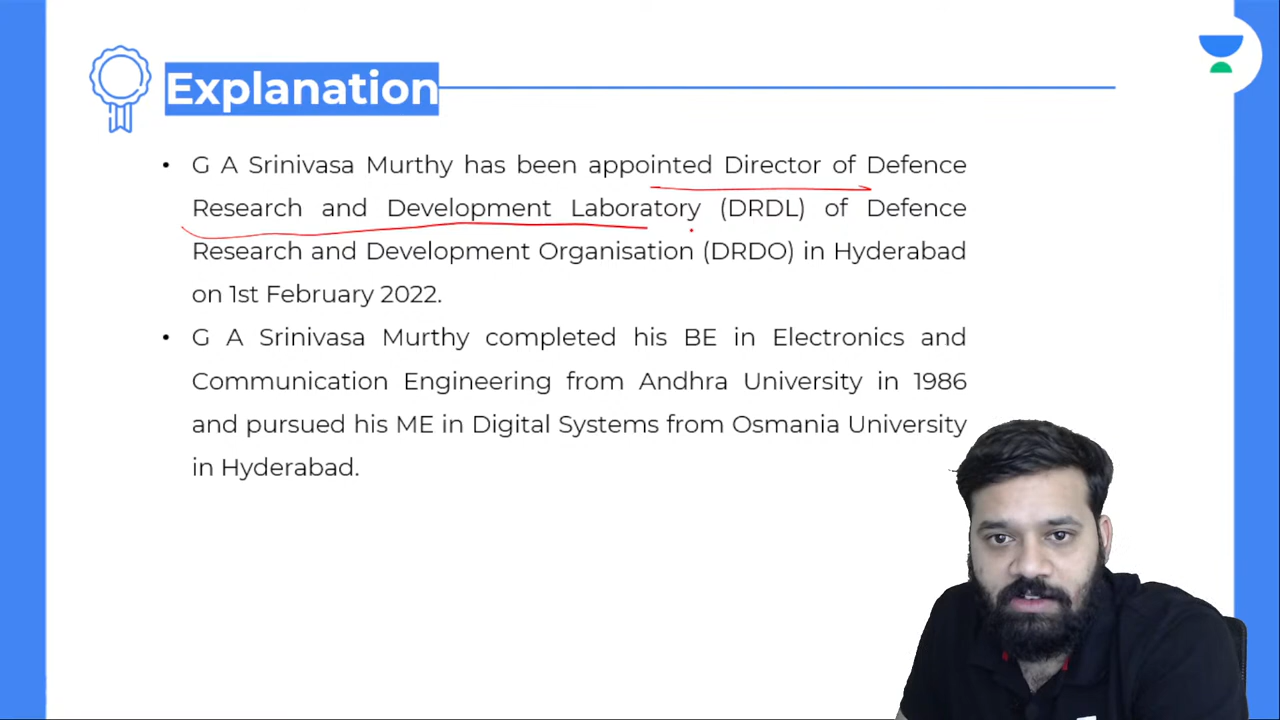 Explanation
• G A Srinivasa Murthy has been appointed Director of Defence
Research and Development Laboratory (DRDL) of Defence
Research and Development Organisation (DRDO) in Hyderabad
on 1st February 2022.
• G A Srinivasa Murthy completed his BE in Electronics and
Communication Engineering from Andhra University in 1986
and pursued his ME in Digital Systems from Osmania University
in Hyderabad.